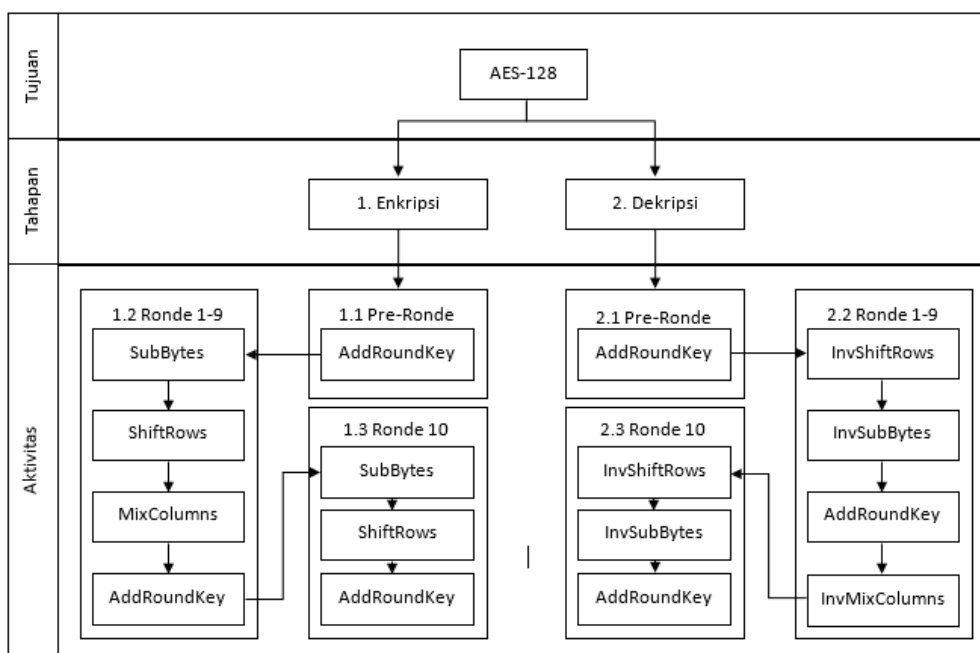 Tujuan
AES-128
Tahapan
1. Enkripsi
2. Dekripsi
Aktivitas
1.2 Ronde 1-9
SubBytes
ShiftRows
MixColumns
AddRoundKey
1.1 Pre-Ronde
AddRoundKey
1.3 Ronde 10
SubBytes
ShiftRows
AddRoundKey
2.1 Pre-Ronde
AddRoundKey
2.3 Ronde 10
InvShiftRows
InvSubBytes
AddRoundKey
2.2 Ronde 1-9
InvShiftRows
InvSubBytes
AddRoundKey
InvMixColumns